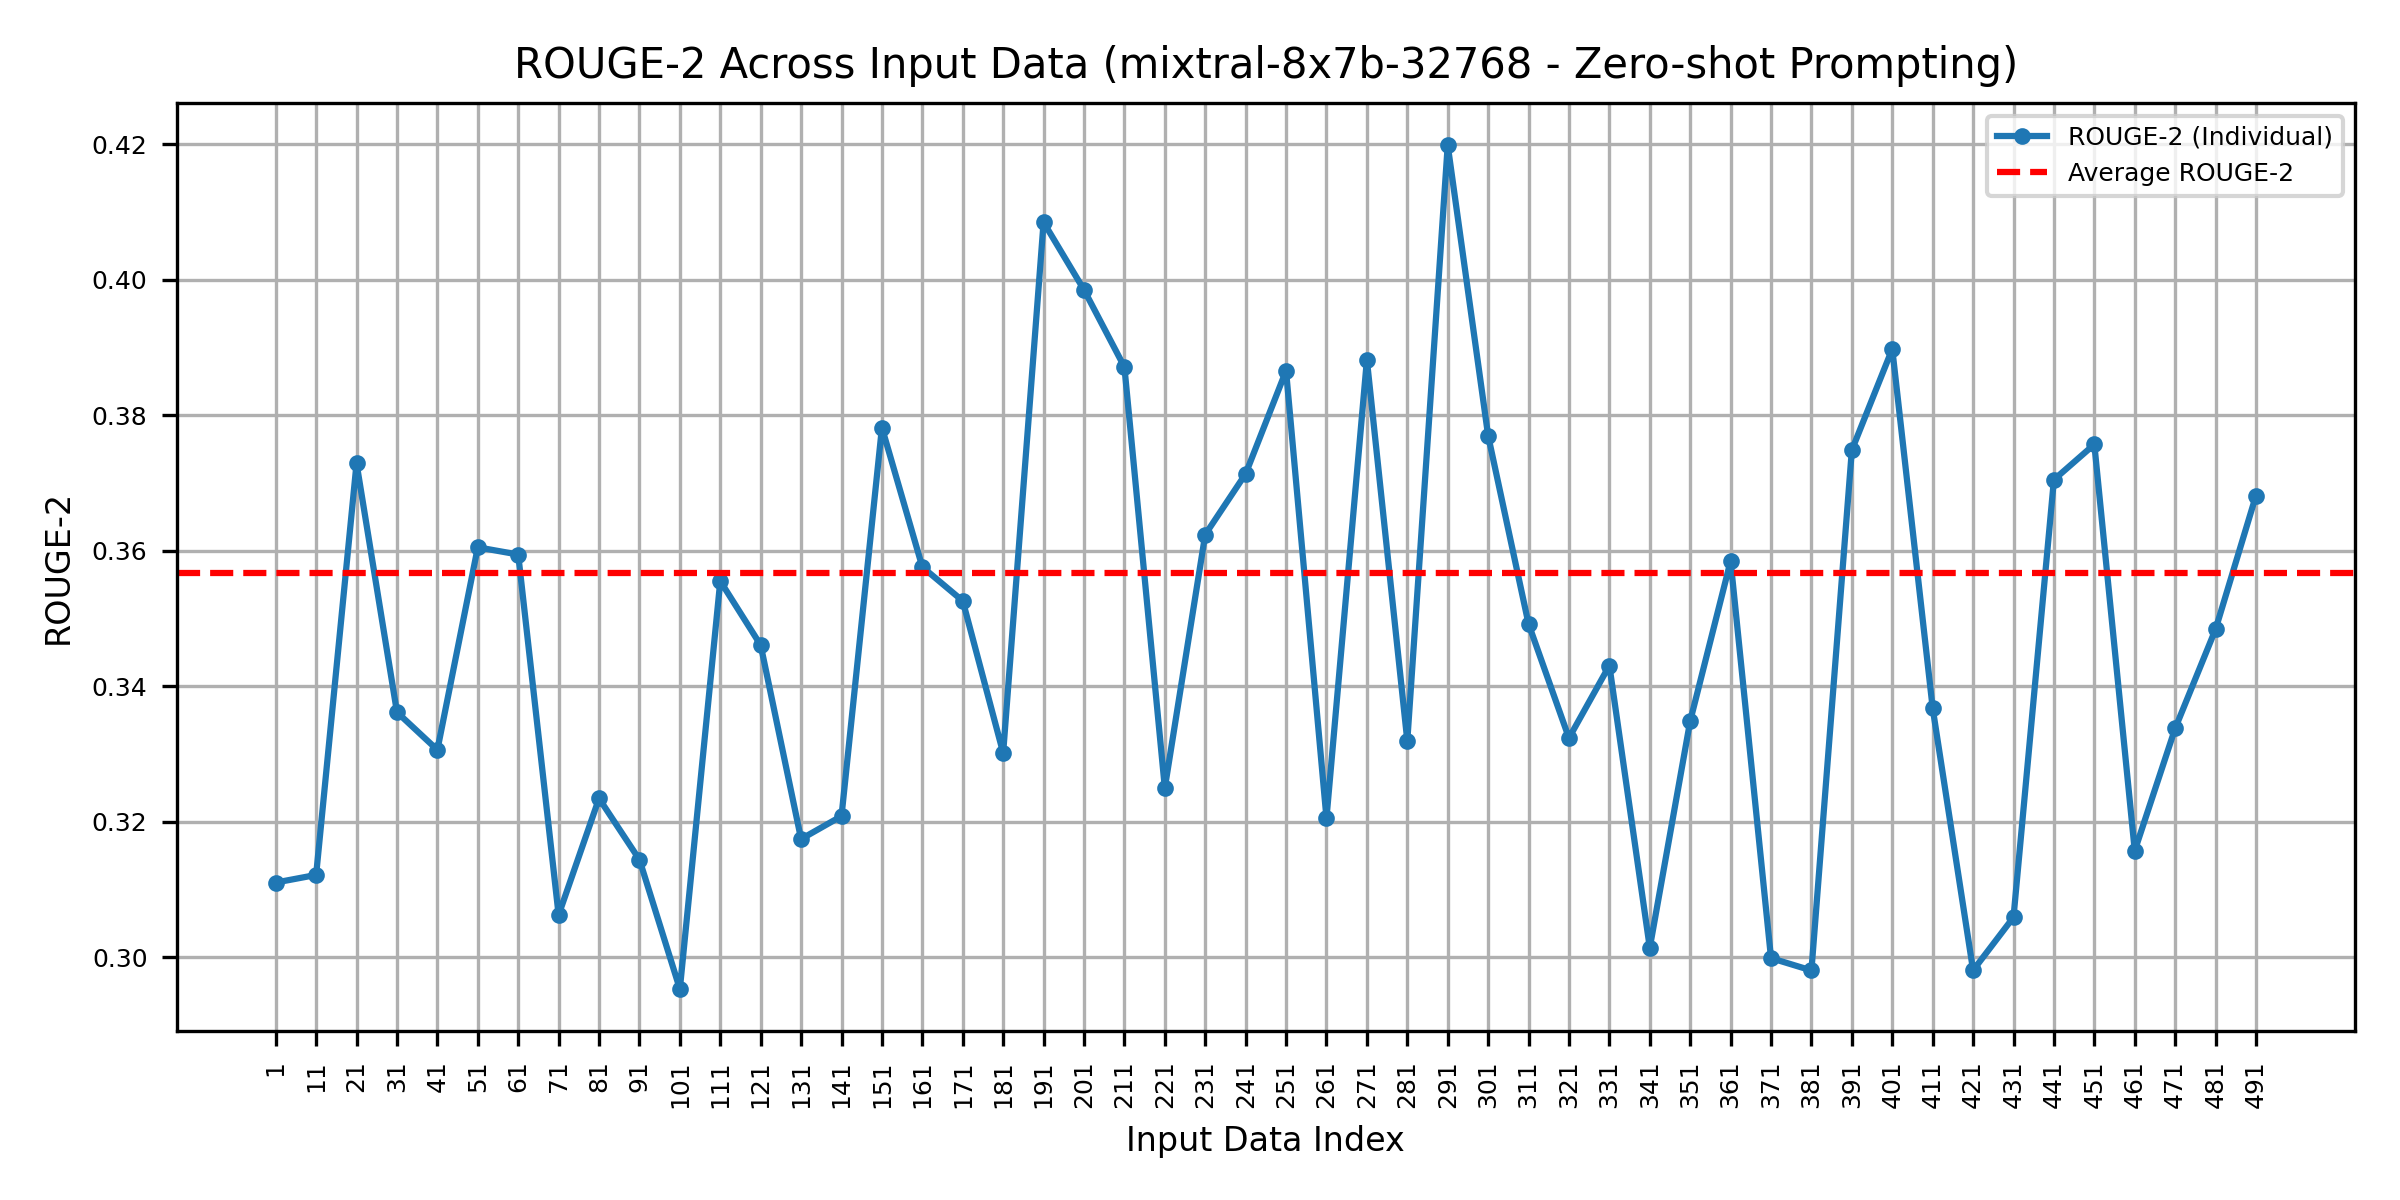 ROUGE-2 Across Input Data (mixtral-8x7b-32768 - Zero-shot Prompting)
ROUGE-2 (Individual)
Average ROUGE-2
0.42
0.40
0.38
0.36
0.34
0.32
0.30
ROUGE-2
1 11 21 31 41 51 61 71 81 91 101 111 121 131 141 151 161 171 181 191 201 211 221 231 241 251 261 271 281 291 301 311 321 331 341 351 361 371 381 391 401 411 421 431 441 451 461 471 481 491
Input Data Index